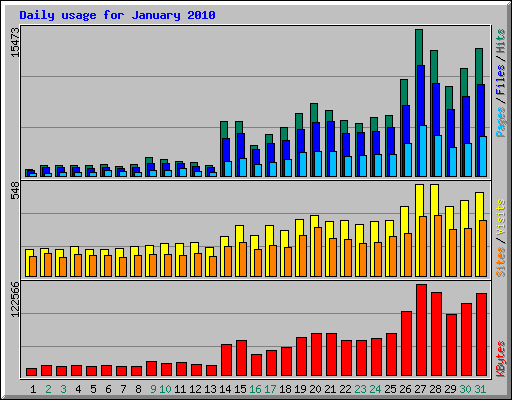 Daily usage for January 2010
15473
Pages / Files / Hits
548
Sites / Visits
122566
KBytes
1 2 3 4 5 6 7 8 9 10 11 12 13 14 15 16 17 18 19 20 21 22 23 24 25 26 27 28 29 30 31